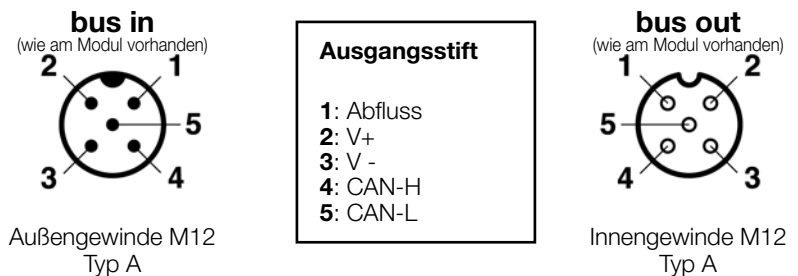 bus in
(wie am Modul vorhanden)
2 1
5
3 4
Außengewinde M12
Typ A
Ausgangsstift
1: Abfluss
2: V+
3: V -
4: CAN-H
5: CAN-L
bus out
(wie am Modul vorhanden)
1 2
5
4 3
Innengewinde M12
Typ A